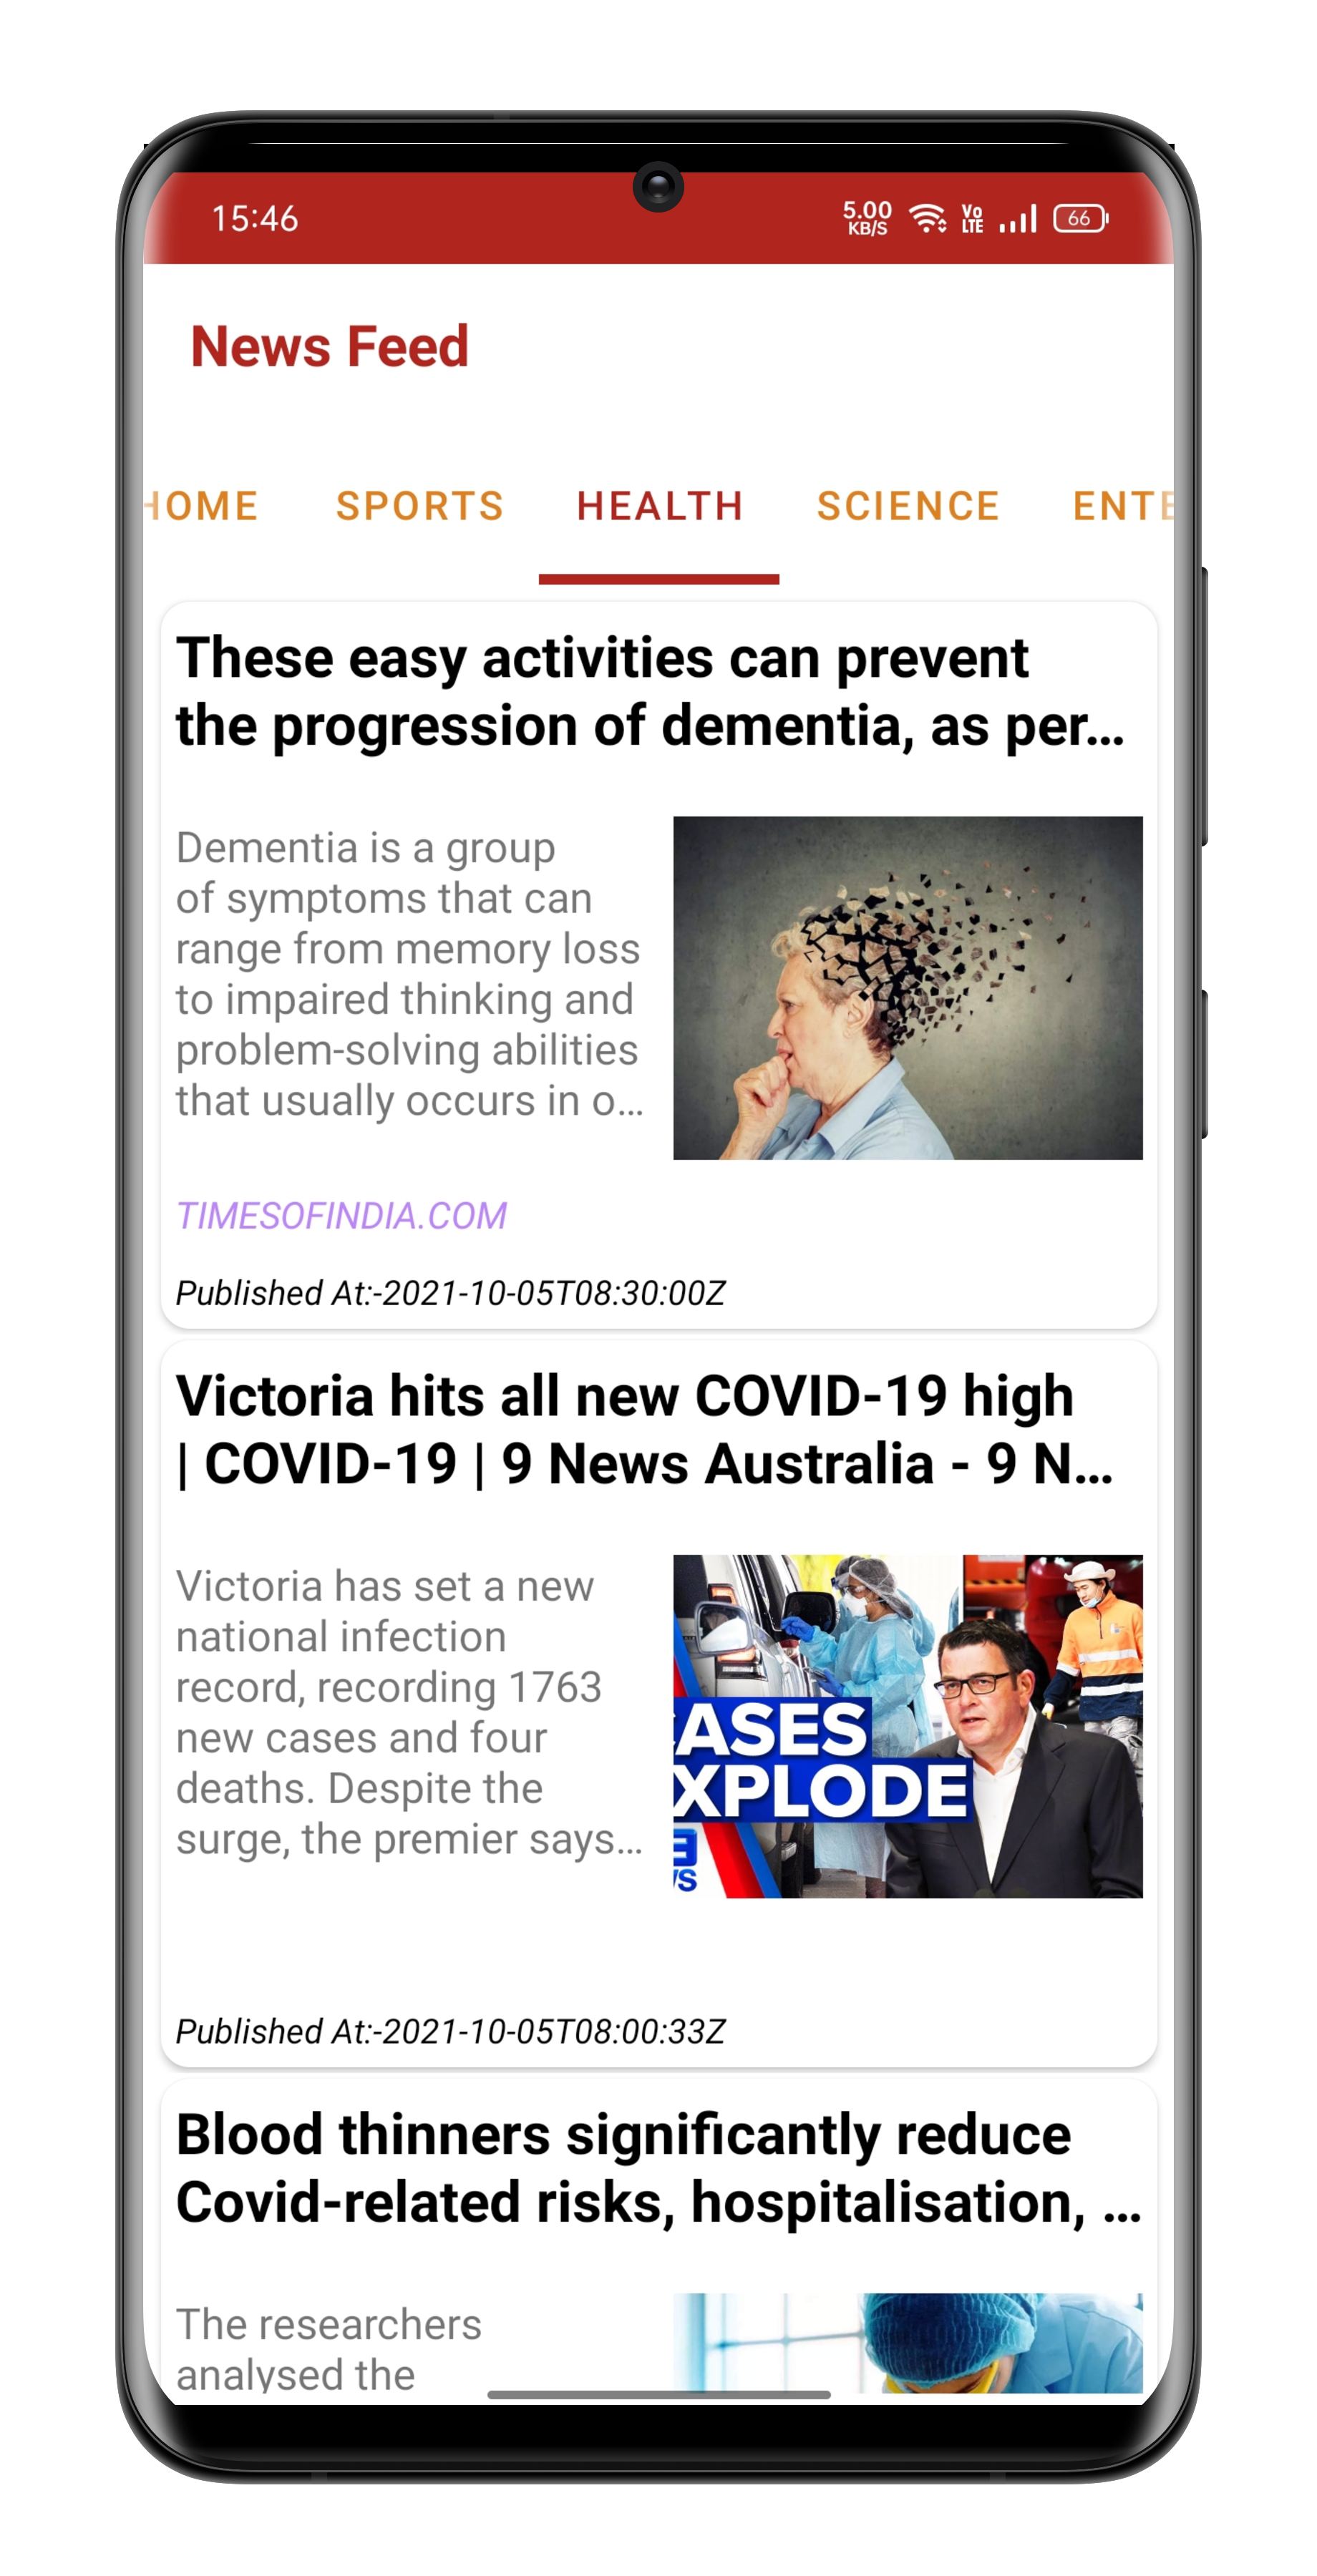 15:46
5.00
KB/S
Vo
LTE
66
News Feed
HOME SPORTS HEALTH SCIENCE ENTE
These easy activities can prevent
the progression of dementia, as per...
Dementia is a group
of symptoms that can
range from memory loss
to impaired thinking and
problem-solving abilities
that usually occurs in o...
TIMESOFINDIA.COM
Published At:-2021-10-05T08:30:00Z
Victoria hits all new COVID-19 high
| COVID-19 | 9 News Australia - 9 N...
Victoria has set a new
national infection
record, recording 1763
new cases and four
deaths. Despite the
surge, the premier says...
ASES
XPLODE
Published At:-2021-10-05T08:00:33Z
Blood thinners significantly reduce
Covid-related risks, hospitalisation, ...
The researchers
analysed the